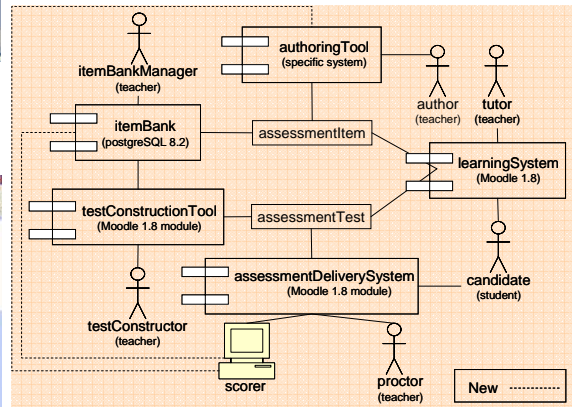 authoringTool
(specific system)
itemBankManager
(teacher)
author
(teacher)
tutor
(teacher)
itemBank
(postgreSQL 8.2)
assessmentItem
learningSystem
(Moodle 1.8)
testConstructionTool
(Moodle 1.8 module)
assessmentTest
assessmentDeliverySystem
(Moodle 1.8 module)
candidate
(student)
testConstructor
(teacher)
scorer
proctor
(teacher)
New